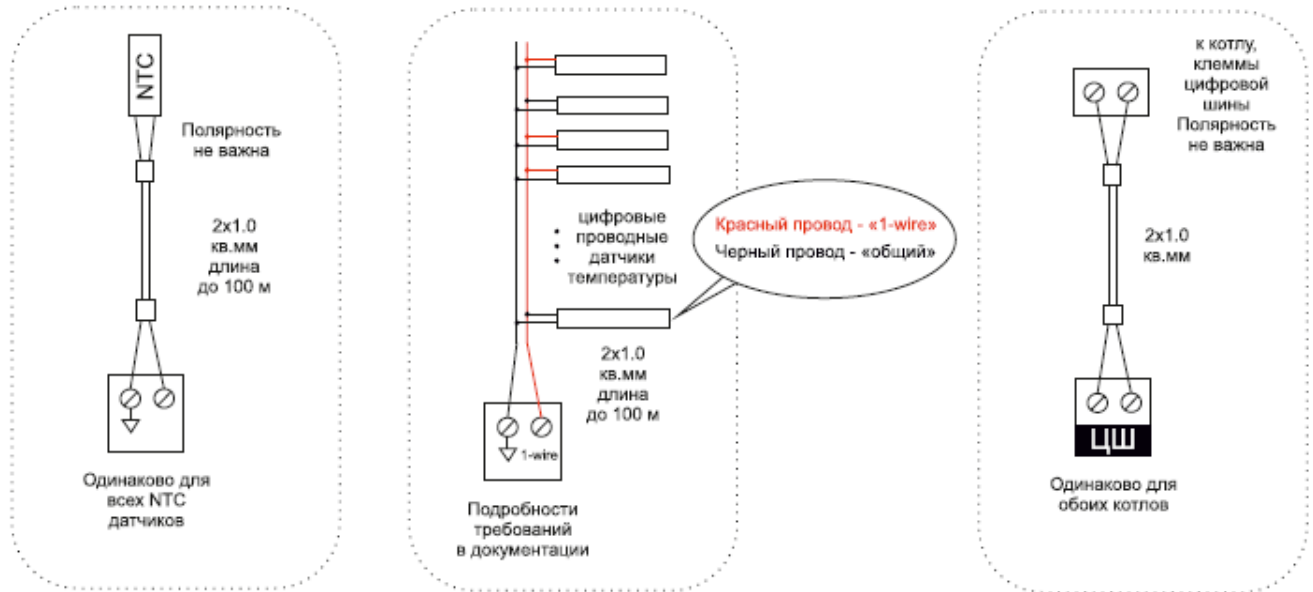 NTC
Полярность
не важна
2x1.0
кв.мм
длина
до 100 м
Одинаково для
всех NTC
датчиков
цифровые
проводные
датчики
температуры
Красный провод - «1-wire»
Черный провод - «общий»
2x1.0
кв.мм
длина
до 100 м
1-wire
Подробности
требований
в документации
к котлу,
клеммы
цифровой
шины
Полярность
не важна
2x1.0
кв.мм
ЦШ
Одинаково для
обоих котлов